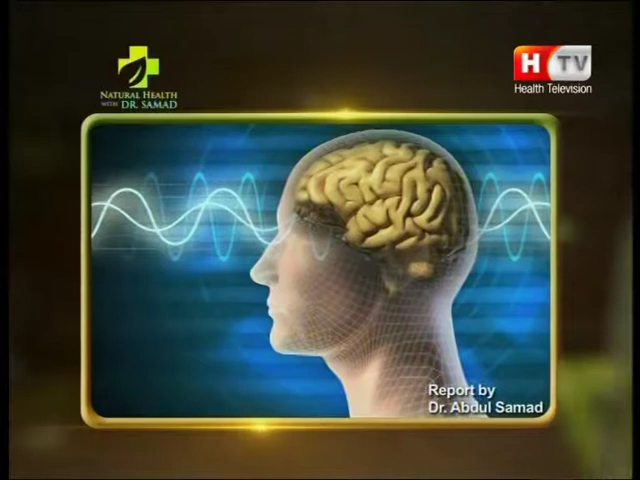 NATURAL HEALTH
WITH DR. SAMAD
H TV
Health Television
Report by
Dr. Abdul Samad